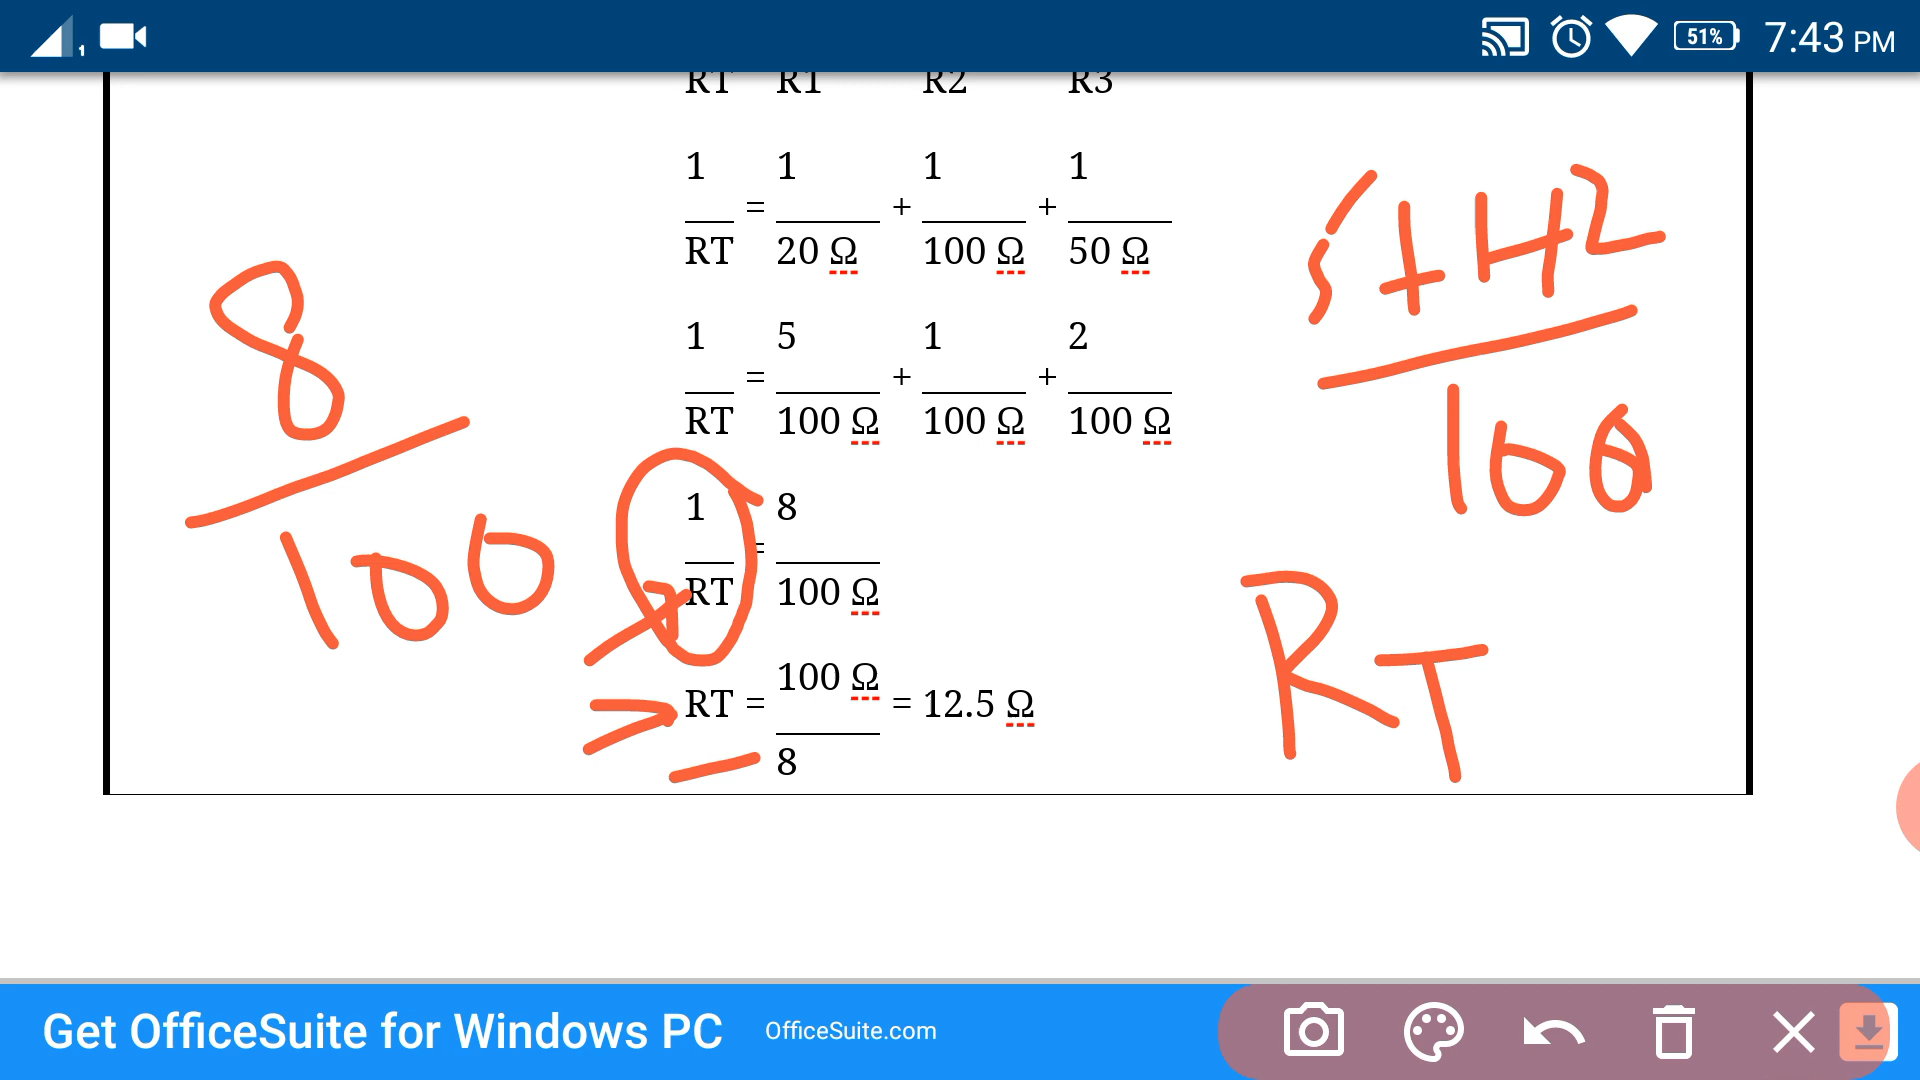 1 7:43 PM 51%
RT R1 R2 R3
1 1 1 1
= + +
RT 20 Ω 100 Ω 50 Ω
1 5 1 2
= + +
RT 100 Ω 100 Ω 100 Ω
1 8
=
RT 100 Ω
100 Ω
RT = = 12.5 Ω
8
8
100
5+1+2
100
RT
Get OfficeSuite for Windows PC OfficeSuite.com